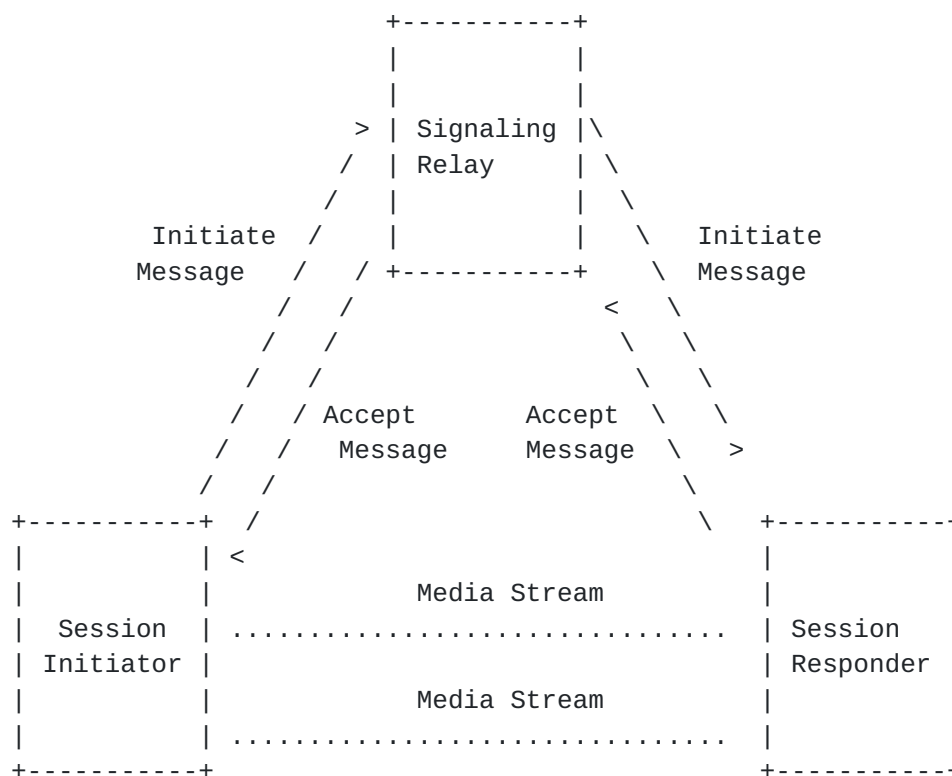 Signaling
Relay
Initiate Initiate
Message Message
Accept Accept
Message Message
Media Stream
Session Session
Initiator Responder
Media Stream